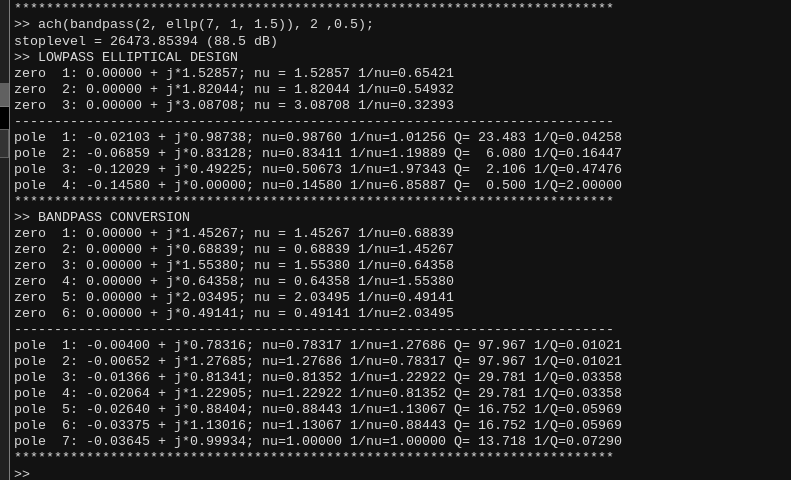 ***************************************************************************
>> ach(bandpass(2, ellp(7, 1, 1.5)), 2 ,0.5);
stoplevel = 26473.85394 (88.5 dB)
>> LOWPASS ELLIPTICAL DESIGN
zero  1: 0.00000 + j*1.52857; nu = 1.52857 1/nu=0.65421
zero  2: 0.00000 + j*1.82044; nu = 1.82044 1/nu=0.54932
zero  3: 0.00000 + j*3.08708; nu = 3.08708 1/nu=0.32393
---------------------------------------------------------------------------
pole  1: -0.02103 + j*0.98738; nu=0.98760 1/nu=1.01256 Q= 23.483 1/Q=0.04258
pole  2: -0.06859 + j*0.83128; nu=0.83411 1/nu=1.19889 Q=  6.080 1/Q=0.16447
pole  3: -0.12029 + j*0.49225; nu=0.50673 1/nu=1.97343 Q=  2.106 1/Q=0.47476
pole  4: -0.14580 + j*0.00000; nu=0.14580 1/nu=6.85887 Q=  0.500 1/Q=2.00000
***************************************************************************
>> BANDPASS CONVERSION
zero  1: 0.00000 + j*1.45267; nu = 1.45267 1/nu=0.68839
zero  2: 0.00000 + j*0.68839; nu = 0.68839 1/nu=1.45267
zero  3: 0.00000 + j*1.55380; nu = 1.55380 1/nu=0.64358
zero  4: 0.00000 + j*0.64358; nu = 0.64358 1/nu=1.55380
zero  5: 0.00000 + j*2.03495; nu = 2.03495 1/nu=0.49141
zero  6: 0.00000 + j*0.49141; nu = 0.49141 1/nu=2.03495
---------------------------------------------------------------------------
pole  1: -0.00400 + j*0.78316; nu=0.78317 1/nu=1.27686 Q= 97.967 1/Q=0.01021
pole  2: -0.00652 + j*1.27685; nu=1.27686 1/nu=0.78317 Q= 97.967 1/Q=0.01021
pole  3: -0.01366 + j*0.81341; nu=0.81352 1/nu=1.22922 Q= 29.781 1/Q=0.03358
pole  4: -0.02064 + j*1.22905; nu=1.22922 1/nu=0.81352 Q= 29.781 1/Q=0.03358
pole  5: -0.02640 + j*0.88404; nu=0.88443 1/nu=1.13067 Q= 16.752 1/Q=0.05969
pole  6: -0.03375 + j*1.13016; nu=1.13067 1/nu=0.88443 Q= 16.752 1/Q=0.05969
pole  7: -0.03645 + j*0.99934; nu=1.00000 1/nu=1.00000 Q= 13.718 1/Q=0.07290
***************************************************************************
>>